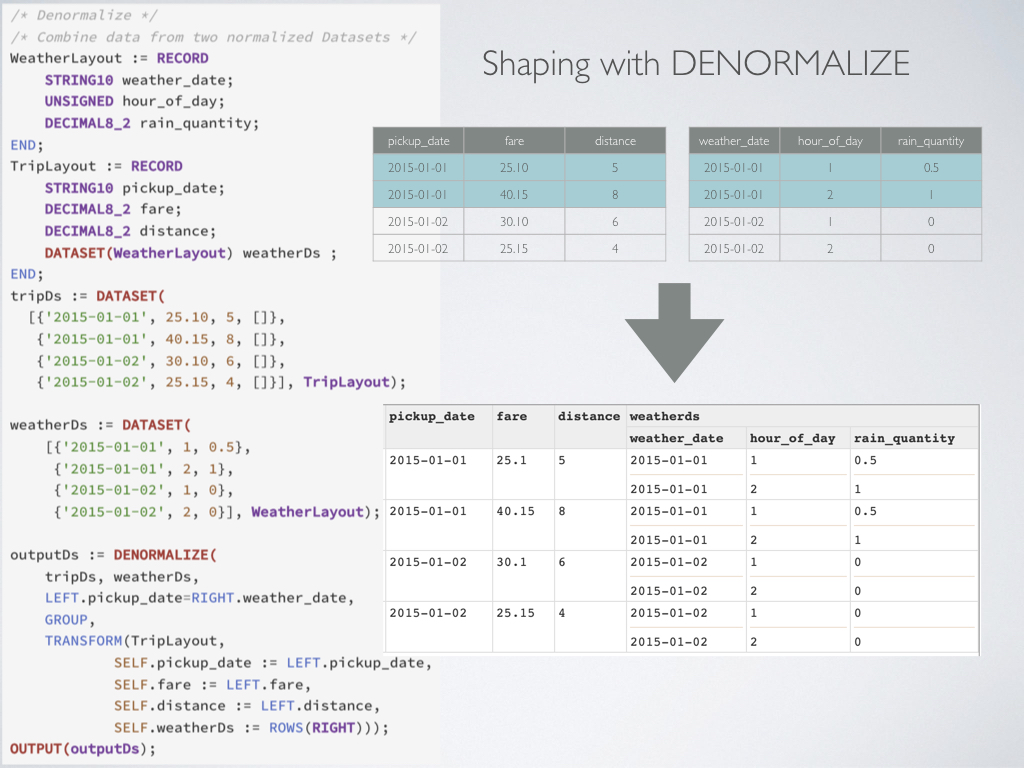 /* Denormalize */
/* Combine data from two normalized Datasets */
WeatherLayout := RECORD
    STRING10 weather_date;
    UNSIGNED hour_of_day;
    DECIMAL8_2 rain_quantity;
END;
TripLayout := RECORD
    STRING10 pickup_date;
    DECIMAL8_2 fare;
    DECIMAL8_2 distance;
    DATASET(WeatherLayout) weatherDs ;
END;
tripDs := DATASET(
  [{'2015-01-01', 25.10, 5, []},
   {'2015-01-01', 40.15, 8, []},
   {'2015-01-02', 30.10, 6, []},
   {'2015-01-02', 25.15, 4, []}], TripLayout);
weatherDs := DATASET(
    [{'2015-01-01', 1, 0.5},
     {'2015-01-01', 2, 1},
     {'2015-01-02', 1, 0},
     {'2015-01-02', 2, 0}], WeatherLayout);
outputDs := DENORMALIZE(
    tripDs, weatherDs,
    LEFT.pickup_date=RIGHT.weather_date,
    GROUP,
    TRANSFORM(TripLayout,
            SELF.pickup_date := LEFT.pickup_date,
            SELF.fare := LEFT.fare,
            SELF.distance := LEFT.distance,
            SELF.weatherDs := ROWS(RIGHT)));
OUTPUT(outputDs);
Shaping with DENORMALIZE
pickup_date fare distance
2015-01-01 25.10 5
2015-01-01 40.15 8
2015-01-02 30.10 6
2015-01-02 25.15 4
weather_date hour_of_day rain_quantity
2015-01-01 1 0.5
2015-01-01 2 1
2015-01-02 1 0
2015-01-02 2 0
pickup_date fare distance weatherds
weather_date hour_of_day rain_quantity
2015-01-01 25.1 5 2015-01-01 1 0.5
2015-01-01 2 1
2015-01-01 40.15 8 2015-01-01 1 0.5
2015-01-01 2 1
2015-01-02 30.1 6 2015-01-02 1 0
2015-01-02 2 0
2015-01-02 25.15 4 2015-01-02 1 0
2015-01-02 2 0